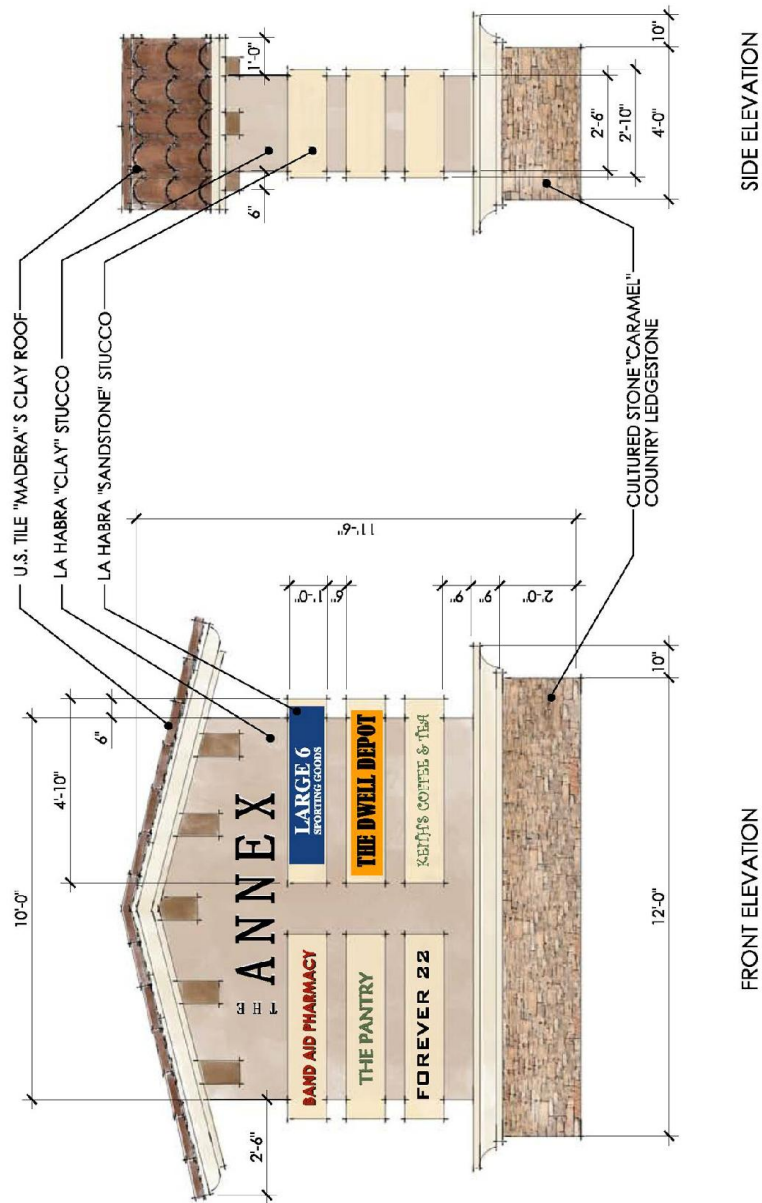 U.S. TILE "MADERA" S CLAY ROOF
LA HABRA "CLAY" STUCCO
LA HABRA "SANDSTONE" STUCCO
10'-0"
4'-10"
6"
2'-6"
THE ANNEX
BAND AID PHARMACY
LARGE 6
SPORTING GOODS
THE PANTRY
THE DWELL DEPOT
FOREVER 22
KEITH'S COFFEE & TEA
11'-6"
1'-0"
6"
9"
9"
2'-0"
10"
12'-0"
CULTURED STONE "CARAMEL"
COUNTRY LEDGESTONE
FRONT ELEVATION
1'-0"
6"
10"
2'-6"
2'-10"
4'-0"
SIDE ELEVATION